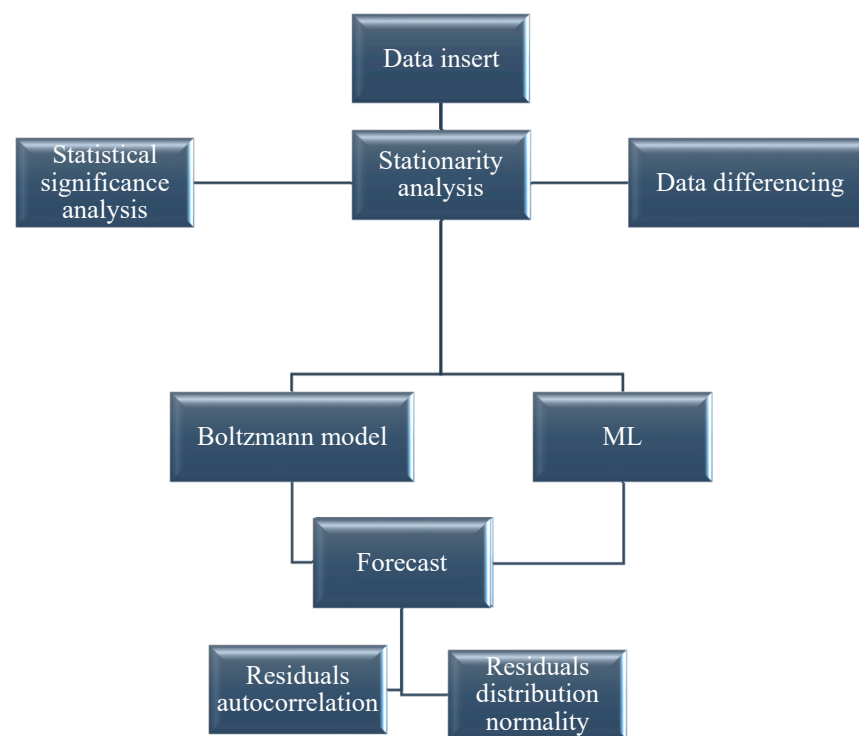 Data insert
Statistical
significance
analysis
Stationarity
analysis
Data differencing
Boltzmann model
ML
Forecast
Residuals
autocorrelation
Residuals
distribution
normality